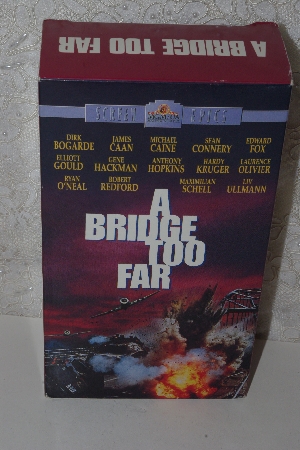 A BRIDGE TOO FAR
SCREEN EPICS
DIRK BOGARDE JAMES CAAN MICHAEL CAINE SEAN CONNERY EDWARD FOX
ELLIOTT GOULD GENE HACKMAN ANTHONY HOPKINS HARDY KRUGER LAURENCE OLIVIER
RYAN O'NEAL ROBERT REDFORD MAXIMILIAN SCHELL LIV ULLMANN
A
BRIDGE
TOO
FAR